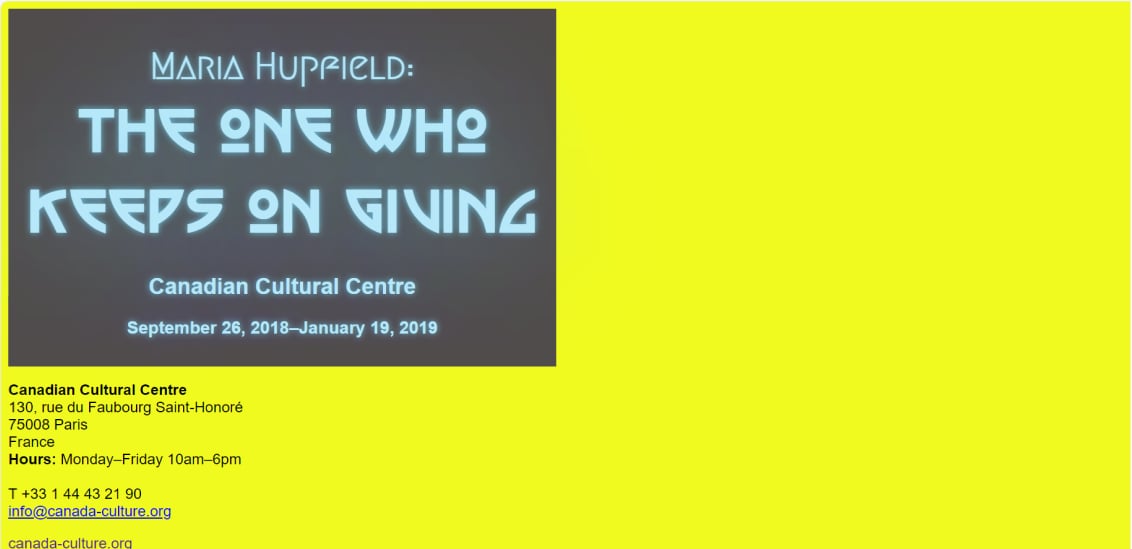 Maria Hupfield:
THE ONE WHO
KEEPS ON GIVING
Canadian Cultural Centre
September 26, 2018–January 19, 2019
Canadian Cultural Centre
130, rue du Faubourg Saint-Honoré
75008 Paris
France
Hours: Monday–Friday 10am–6pm
T +33 1 44 43 21 90
info@canada-culture.org
canada-culture.org